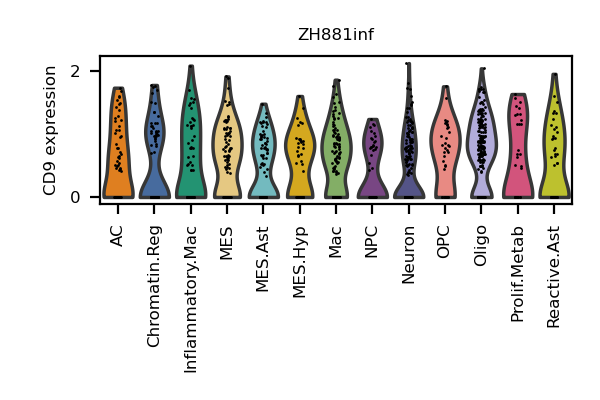 ZH881inf
CD9 expression
2
0
AC
Chromatin.Reg
Inflammatory.Mac
MES
MES.Ast
MES.Hyp
Mac
NPC
Neuron
OPC
Oligo
Prolif.Metab
Reactive.Ast